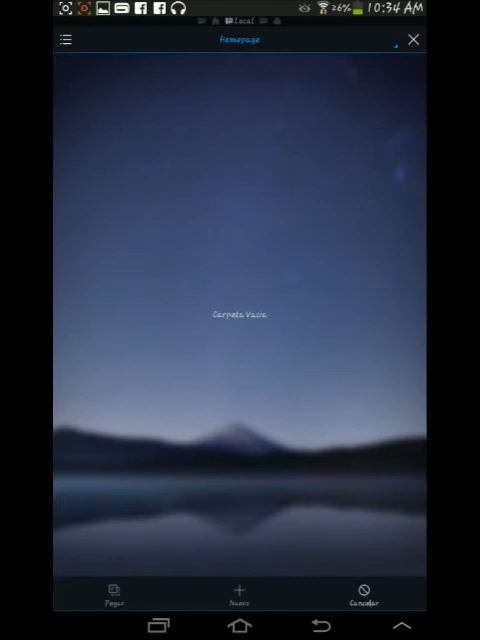 26% 10:34 AM
Local
Homepage
Carpeta Vacia
Pegar Nuevo Cancelar